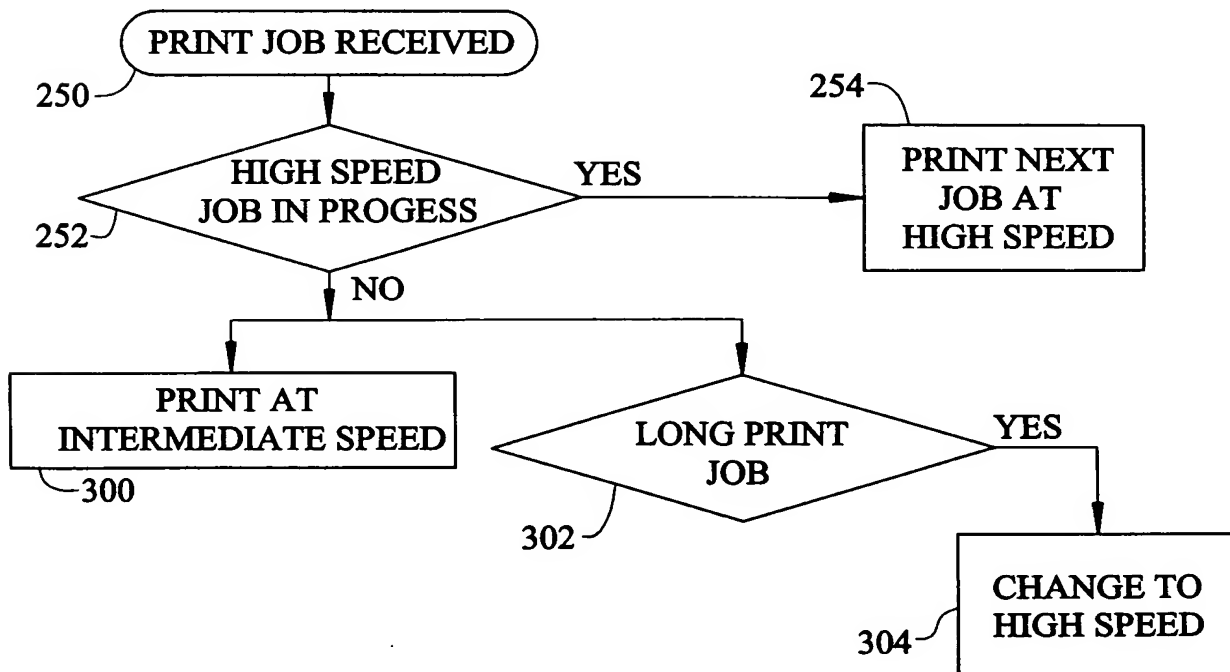 PRINT JOB RECEIVED
250
HIGH SPEED
JOB IN PROGESS
252
YES
254
PRINT NEXT
JOB AT
HIGH SPEED
NO
PRINT AT
INTERMEDIATE SPEED
300
LONG PRINT
JOB
302
YES
CHANGE TO
HIGH SPEED
304